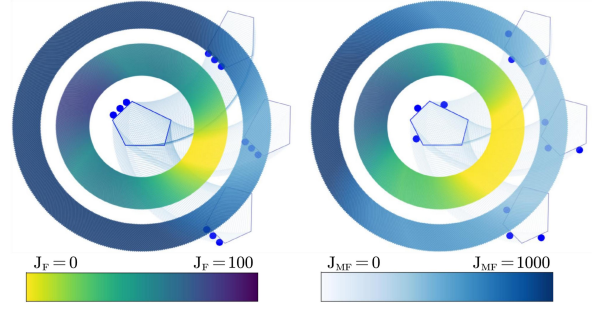 J_F = 0 J_F = 100 J_MF = 0 J_MF = 1000